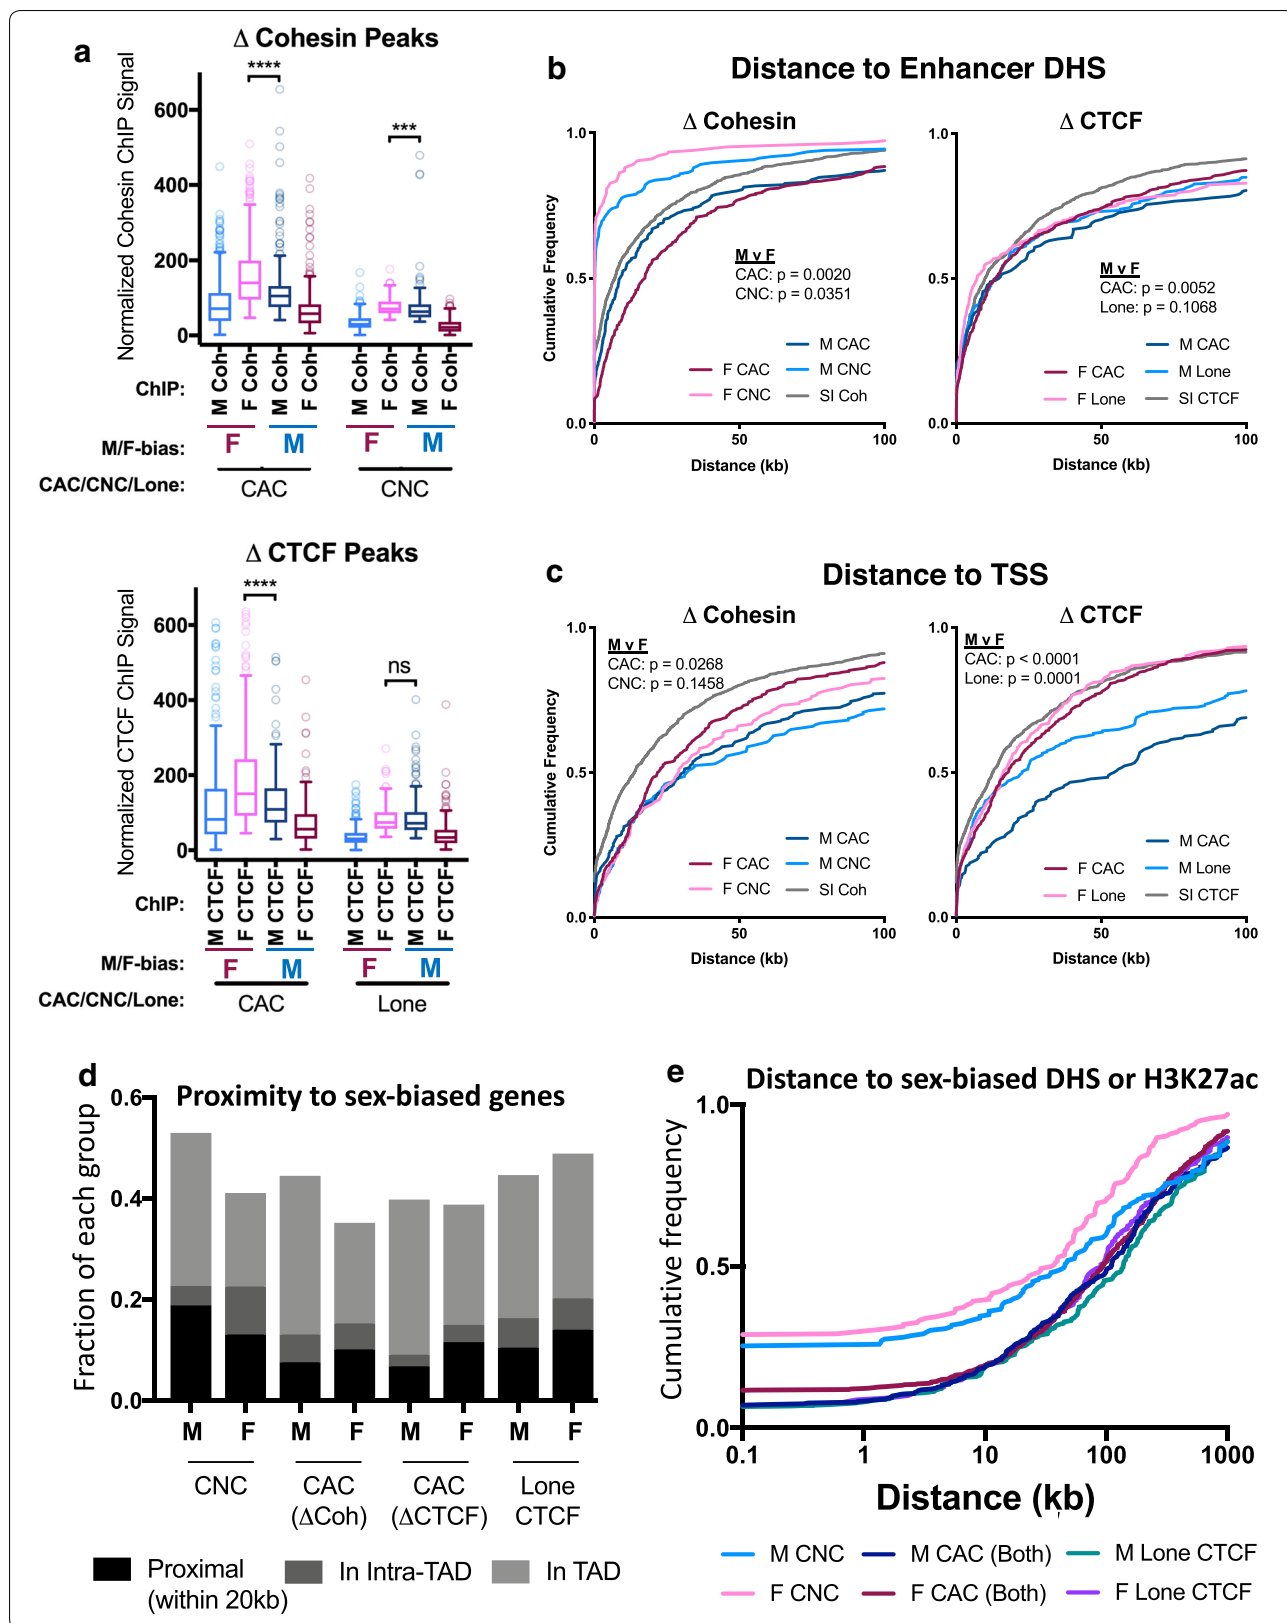 a
Δ Cohesin Peaks
Normalized Cohesin ChIP Signal
600
400
200
0
****
***
ChIP:
M Coh
F Coh
M Coh
F Coh
M Coh
F Coh
M Coh
F Coh
M/F-bias:
F M F M
CAC/CNC/Lone:
CAC CNC
Δ CTCF Peaks
Normalized CTCF ChIP Signal
600
400
200
0
****
ns
ChIP:
M CTCF
F CTCF
M CTCF
F CTCF
M CTCF
F CTCF
M CTCF
F CTCF
M/F-bias:
F M F M
CAC/CNC/Lone:
CAC Lone
b
Distance to Enhancer DHS
Δ Cohesin
Cumulative Frequency
1.0
0.5
0.0
M v F
CAC: p = 0.0020
CNC: p = 0.0351
M CAC
F CAC M CNC
F CNC SI Coh
0 50 100
Distance (kb)
Δ CTCF
1.0
0.5
0.0
M v F
CAC: p = 0.0052
Lone: p = 0.1068
M CAC
F CAC M Lone
F Lone SI CTCF
0 50 100
Distance (kb)
c
Distance to TSS
Δ Cohesin
Cumulative Frequency
1.0
0.5
0.0
M v F
CAC: p = 0.0268
CNC: p = 0.1458
M CAC
F CAC M CNC
F CNC SI Coh
0 50 100
Distance (kb)
Δ CTCF
1.0
0.5
0.0
M v F
CAC: p < 0.0001
Lone: p = 0.0001
M CAC
F CAC M Lone
F Lone SI CTCF
0 50 100
Distance (kb)
d
Proximity to sex-biased genes
Fraction of each group
0.6
0.4
0.2
0.0
M F M F M F M F
CNC
CAC
(ΔCoh)
CAC
(ΔCTCF)
Lone
CTCF
Proximal
(within 20kb)
In Intra-TAD
In TAD
e
Distance to sex-biased DHS or H3K27ac
Cumulative frequency
1.0
0.5
0.0
0.1 1 10 100 1000
Distance (kb)
M CNC M CAC (Both) M Lone CTCF
F CNC F CAC (Both) F Lone CTCF